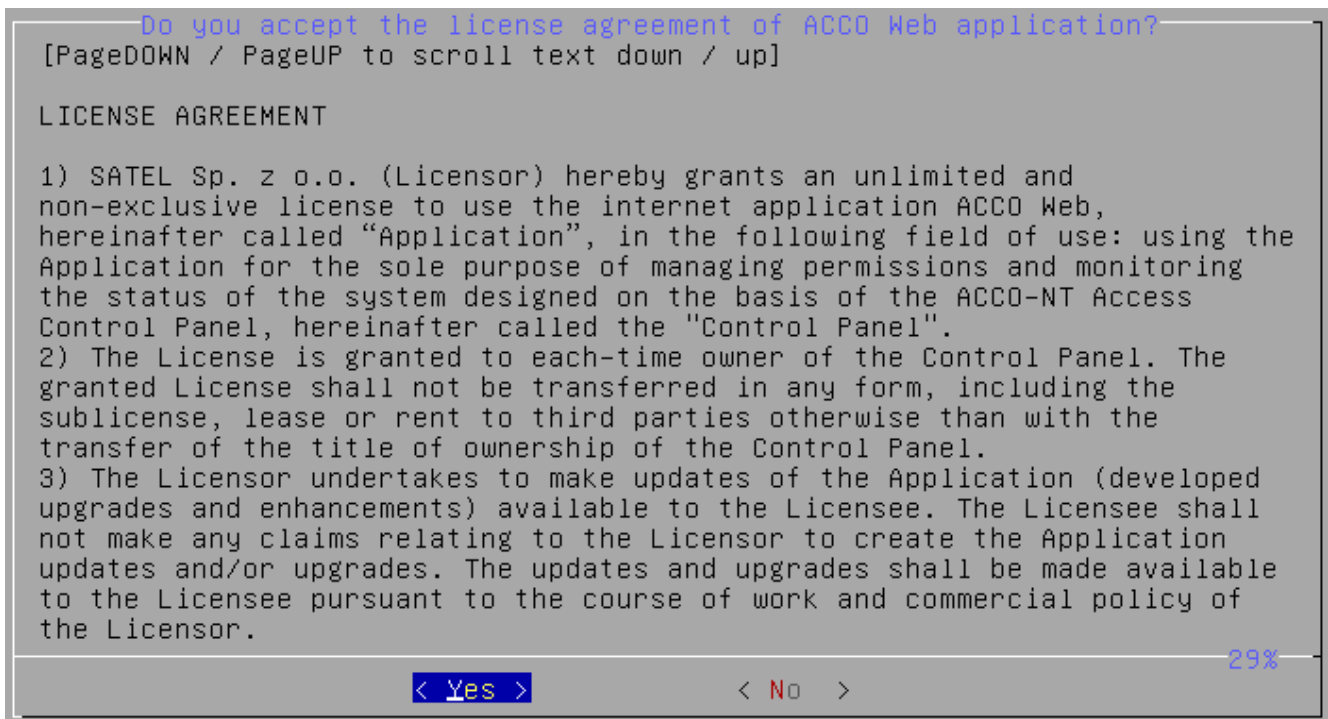 Do you accept the license agreement of ACCO Web application?
[PageDOWN / PageUP to scroll text down / up]
LICENSE AGREEMENT
1) SATEL Sp. z o.o. (Licensor) hereby grants an unlimited and
non-exclusive license to use the internet application ACCO Web,
hereinafter called “Application”, in the following field of use: using the
Application for the sole purpose of managing permissions and monitoring
the status of the system designed on the basis of the ACCO-NT Access
Control Panel, hereinafter called the "Control Panel".
2) The License is granted to each-time owner of the Control Panel. The
granted License shall not be transferred in any form, including the
sublicense, lease or rent to third parties otherwise than with the
transfer of the title of ownership of the Control Panel.
3) The Licensor undertakes to make updates of the Application (developed
upgrades and enhancements) available to the Licensee. The Licensee shall
not make any claims relating to the Licensor to create the Application
updates and/or upgrades. The updates and upgrades shall be made available
to the Licensee pursuant to the course of work and commercial policy of
the Licensor.
29%
< Yes > < No >